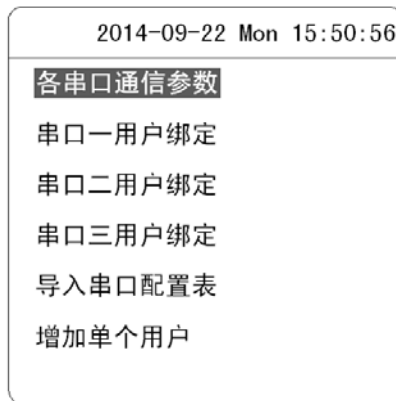 2014-09-22 Mon 15:50:56
各串口通信参数
串口一用户绑定
串口二用户绑定
串口三用户绑定
导入串口配置表
增加单个用户